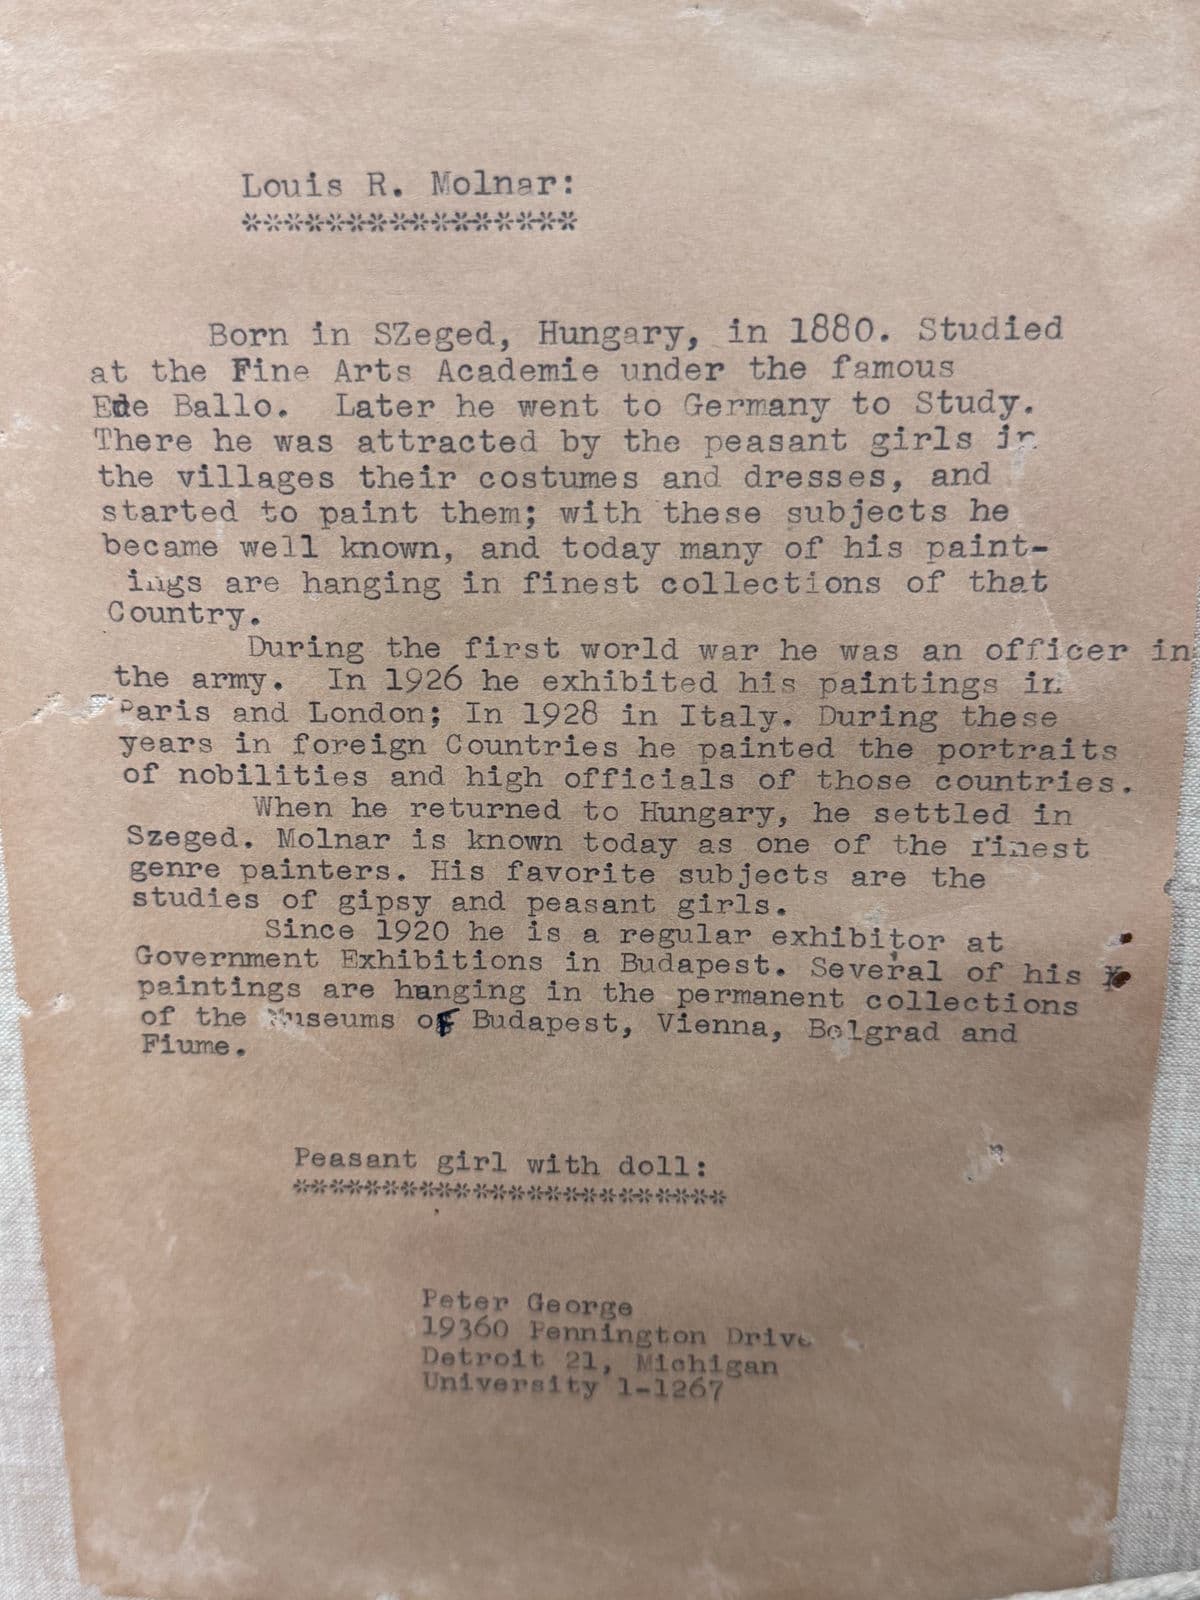 Louis R. Molnar:
****************
Born in SZeged, Hungary, in 1880. Studied
at the Fine Arts Academie under the famous
Ede Ballo. Later he went to Germany to Study.
There he was attracted by the peasant girls in
the villages their costumes and dresses, and
started to paint them; with these subjects he
became well known, and today many of his paint-
ings are hanging in finest collections of that
Country.
During the first world war he was an officer in
the army. In 1926 he exhibited his paintings in
Paris and London; In 1928 in Italy. During these
years in foreign Countries he painted the portraits
of nobilities and high officials of those countries.
When he returned to Hungary, he settled in
Szeged. Molnar is known today as one of the finest
genre painters. His favorite subjects are the
studies of gipsy and peasant girls.
Since 1920 he is a regular exhibitor at
Government Exhibitions in Budapest. Several of his
paintings are hanging in the permanent collections
of the Museums of Budapest, Vienna, Belgrad and
Fiume.
Peasant girl with doll:
************************
Peter George
19360 Pennington Drive
Detroit 21, Michigan
University 1-1267